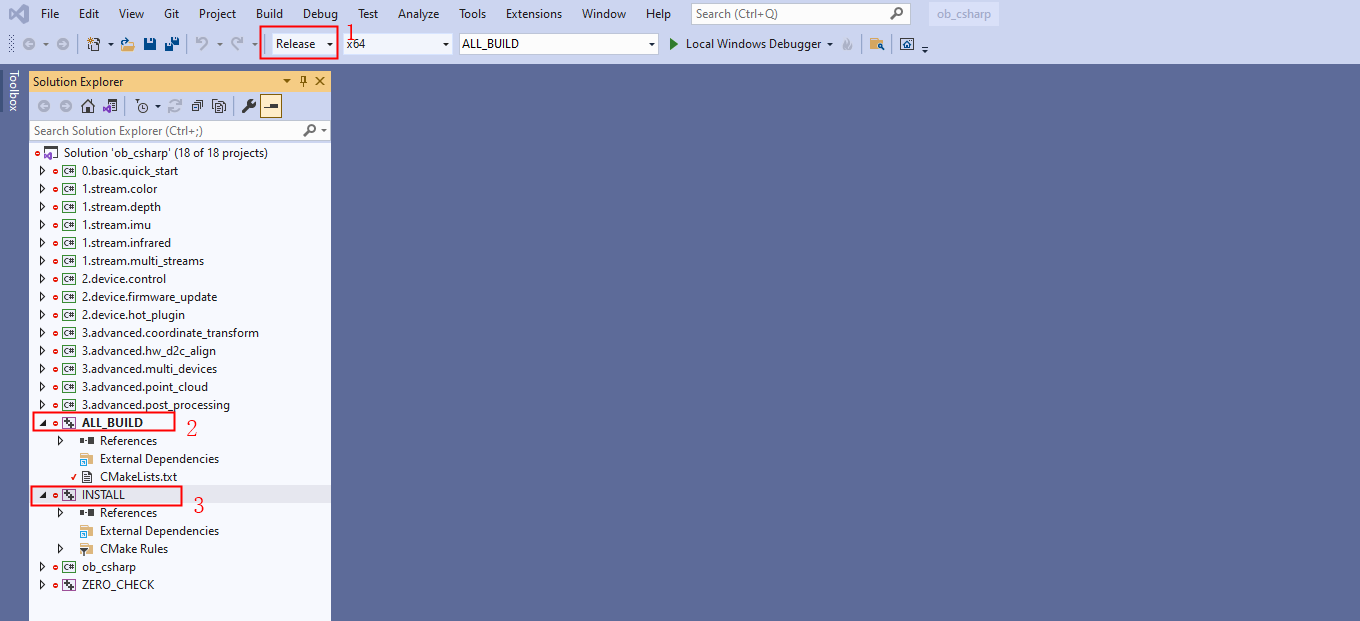 File Edit View Git Project Build Debug Test Analyze Tools Extensions Window Help Search (Ctrl+Q) ob_csharp
Release 1 x64 ALL_BUILD Local Windows Debugger
Toolbox
Solution Explorer
Search Solution Explorer (Ctrl+;)
Solution 'ob_csharp' (18 of 18 projects)
C# 0.basic.quick_start
C# 1.stream.color
C# 1.stream.depth
C# 1.stream.imu
C# 1.stream.infrared
C# 1.stream.multi_streams
C# 2.device.control
C# 2.device.firmware_update
C# 2.device.hot_plugin
C# 3.advanced.coordinate_transform
C# 3.advanced.hw_d2c_align
C# 3.advanced.multi_devices
C# 3.advanced.point_cloud
C# 3.advanced.post_processing
ALL_BUILD 2
References
External Dependencies
CMakeLists.txt
INSTALL 3
References
External Dependencies
CMake Rules
C# ob_csharp
ZERO_CHECK